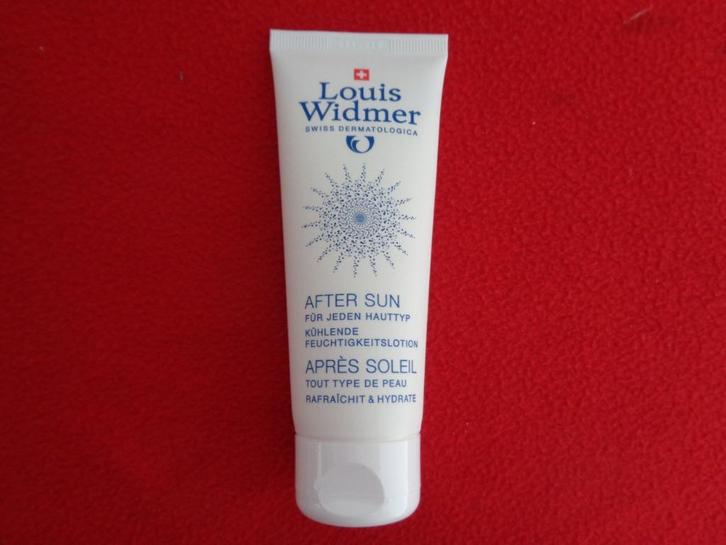 Louis
Widmer
SWISS DERMATOLOGICA
AFTER SUN
FÜR JEDEN HAUTTYP
KÜHLENDE
FEUCHTIGKEITSLOTION
APRÈS SOLEIL
TOUT TYPE DE PEAU
RAFRAÎCHIT & HYDRATE